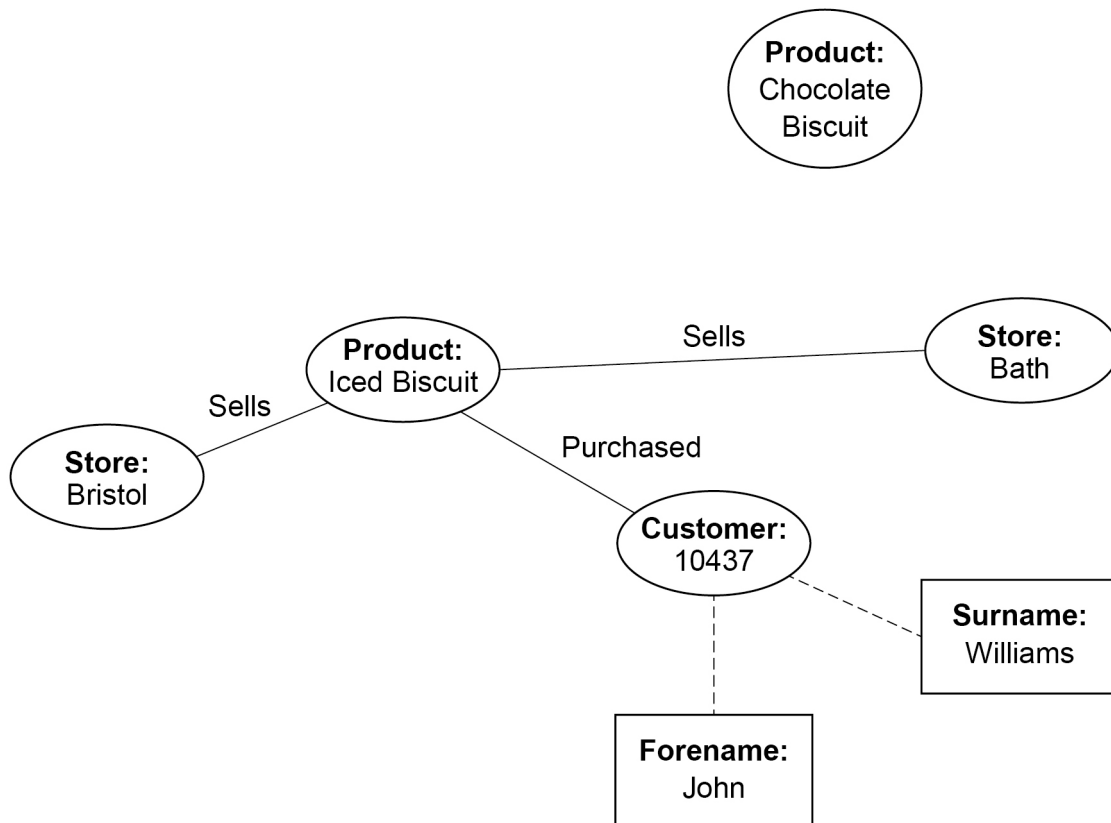 Product:
Chocolate
Biscuit
Sells
Store:
Bath
Product:
Iced Biscuit
Sells
Purchased
Store:
Bristol
Customer:
10437
Surname:
Williams
Forename:
John